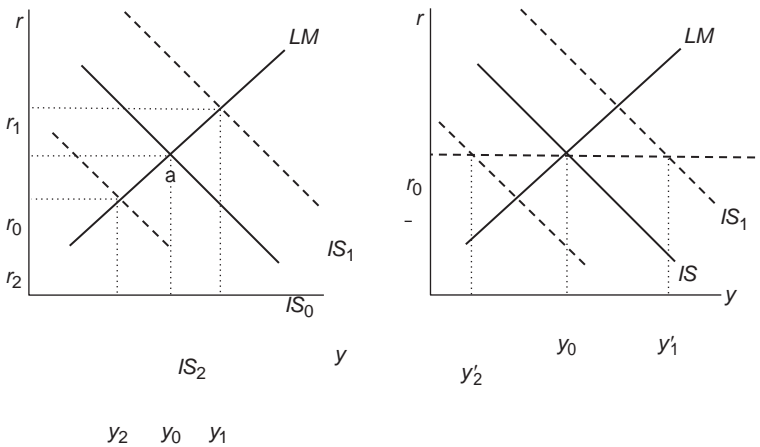 r
LM
r1
a
r0
IS1
r2
IS0
y
IS2
y2 y0 y1
r
LM
r0
–
IS1
IS
y
y0 y′1
y′2